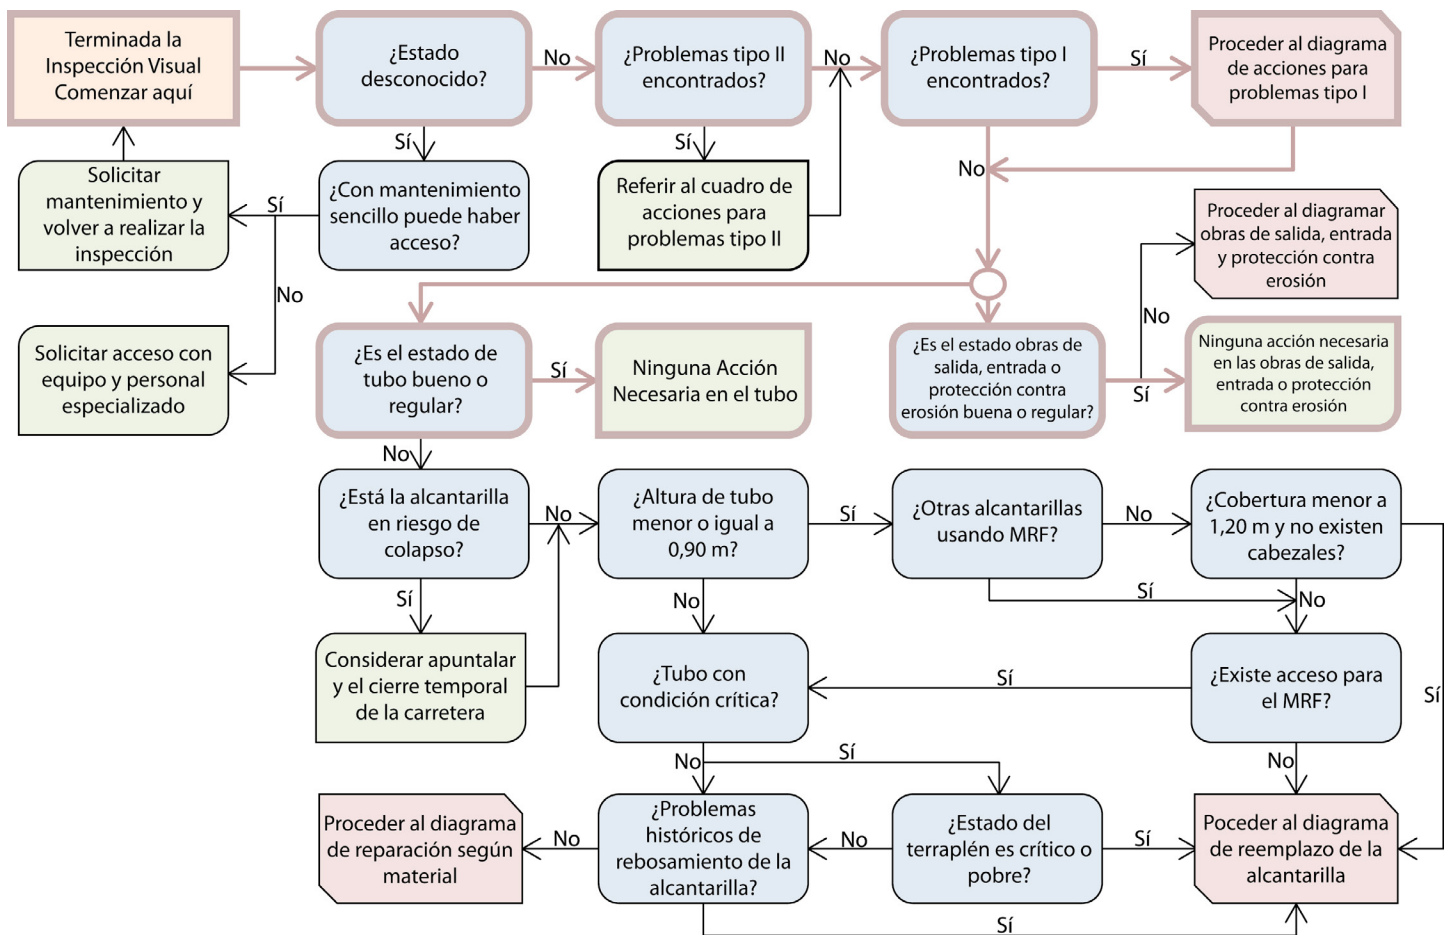 Terminada la
Inspección Visual
Comenzar aquí
¿Estado
desconocido?
No
¿Problemas tipo II
encontrados?
No
¿Problemas tipo I
encontrados?
Sí
Proceder al diagrama
de acciones para
problemas tipo I
Sí
Sí
No
Solicitar
mantenimiento y
volver a realizar la
inspección
Sí
¿Con mantenimiento
sencillo puede haber
acceso?
Referir al cuadro de
acciones para
problemas tipo II
Proceder al diagramar
obras de salida, entrada
y protección contra
erosión
No
No
Solicitar acceso con
equipo y personal
especializado
¿Es el estado de
tubo bueno o
regular?
Sí
Ninguna Acción
Necesaria en el tubo
¿Es el estado obras de
salida, entrada o
protección contra
erosión buena o regular?
Sí
Ninguna acción necesaria
en las obras de salida,
entrada o protección
contra erosión
No
¿Está la alcantarilla
en riesgo de
colapso?
No
¿Altura de tubo
menor o igual a
0,90 m?
Sí
¿Otras alcantarillas
usando MRF?
No
¿Cobertura menor a
1,20 m y no existen
cabezales?
Sí
No
Sí
No
Considerar apuntalar
y el cierre temporal
de la carretera
¿Tubo con
condición crítica?
Sí
¿Existe acceso para
el MRF?
Sí
No
Sí
No
Proceder al diagrama
de reparación según
material
No
¿Problemas
históricos de
rebosamiento de la
alcantarilla?
No
¿Estado del
terraplén es crítico o
pobre?
Sí
Poceder al diagrama
de reemplazo de la
alcantarilla
Sí